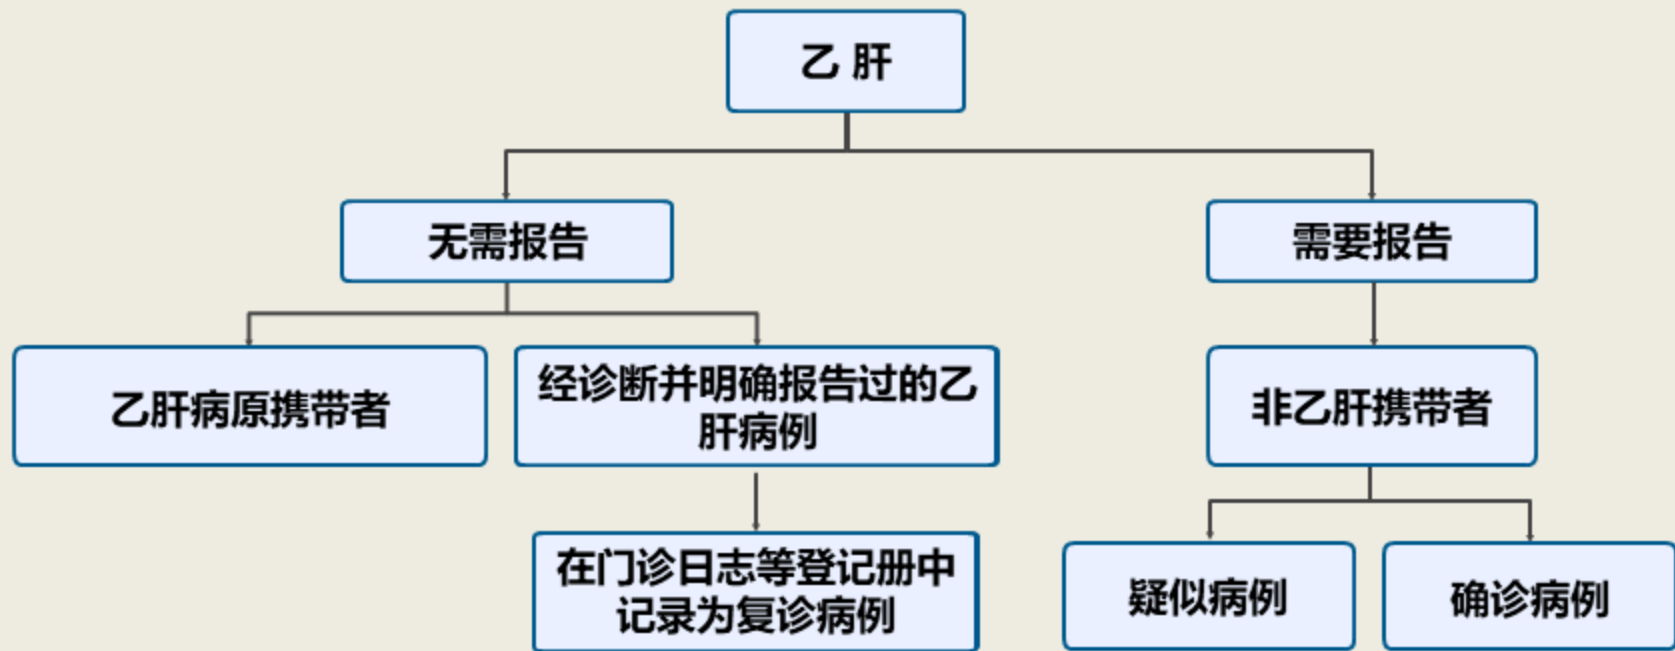 乙 肝
无需报告
需要报告
乙肝病原携带者
经诊断并明确报告过的乙
肝病例
非乙肝携带者
在门诊日志等登记册中
记录为复诊病例
疑似病例
确诊病例